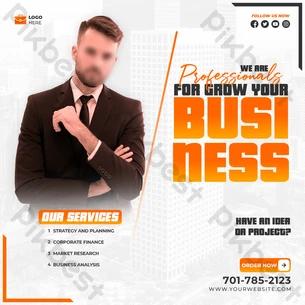 LOGO
HERE
FOLLOW US NOW
WE ARE
Professionals
FOR GROW YOUR
BUSI
NESS
OUR SERVICES
1 STRATEGY AND PLANNING
2 CORPORATE FINANCE
3 MARKET RESEARCH
4 BUSINESS ANALYSIS
HAVE AN IDEA
OR PROJECT?
ORDER NOW
701-785-2123
WWW.YOURWEBSITE.COM
pikbest